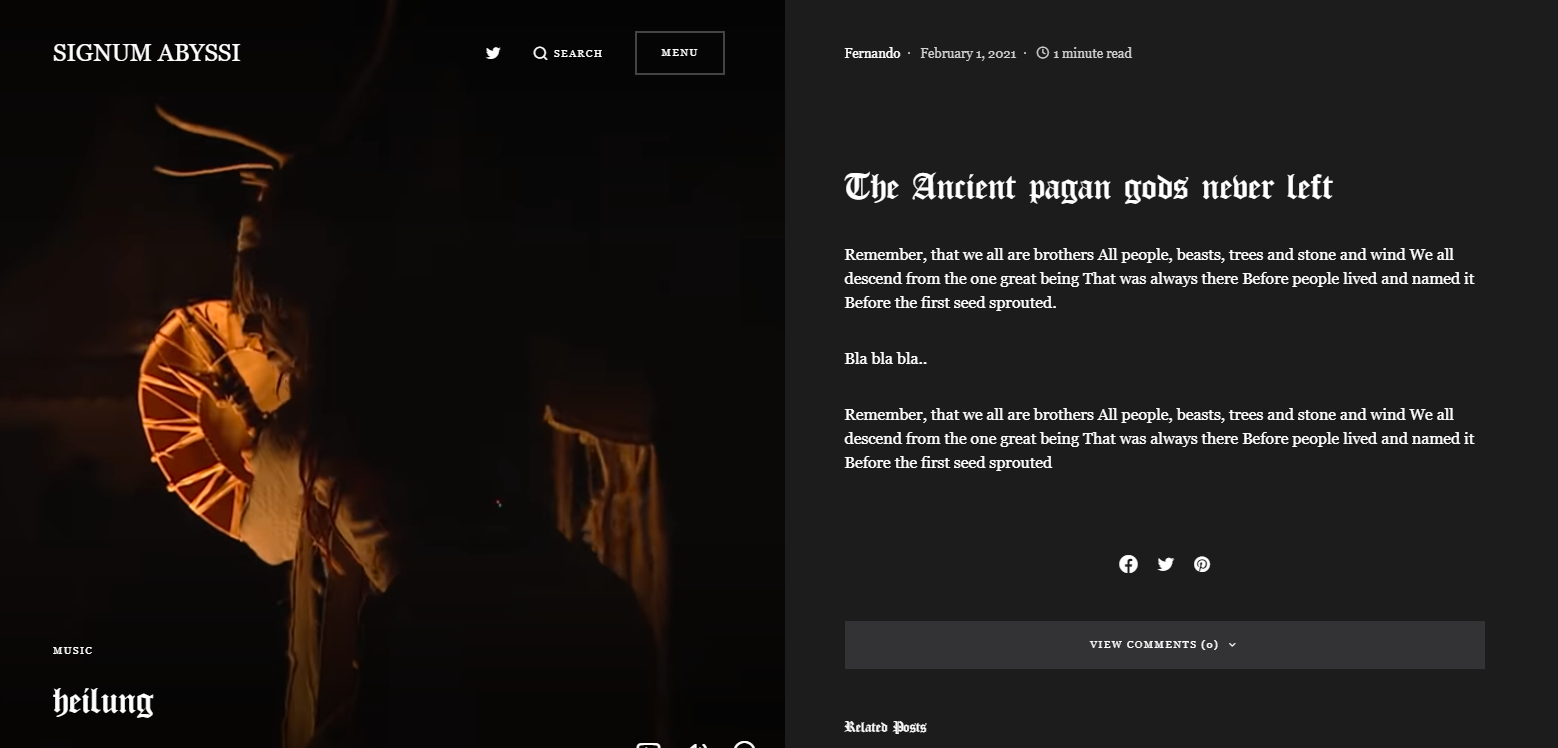 SIGNUM ABYSSI
SEARCH
MENU
MUSIC
heilung
Fernando · February 1, 2021 · 1 minute read
The Ancient pagan gods never left
Remember, that we all are brothers All people, beasts, trees and stone and wind We all
descend from the one great being That was always there Before people lived and named it
Before the first seed sprouted.
Bla bla bla..
Remember, that we all are brothers All people, beasts, trees and stone and wind We all
descend from the one great being That was always there Before people lived and named it
Before the first seed sprouted
VIEW COMMENTS (0)
Related Posts